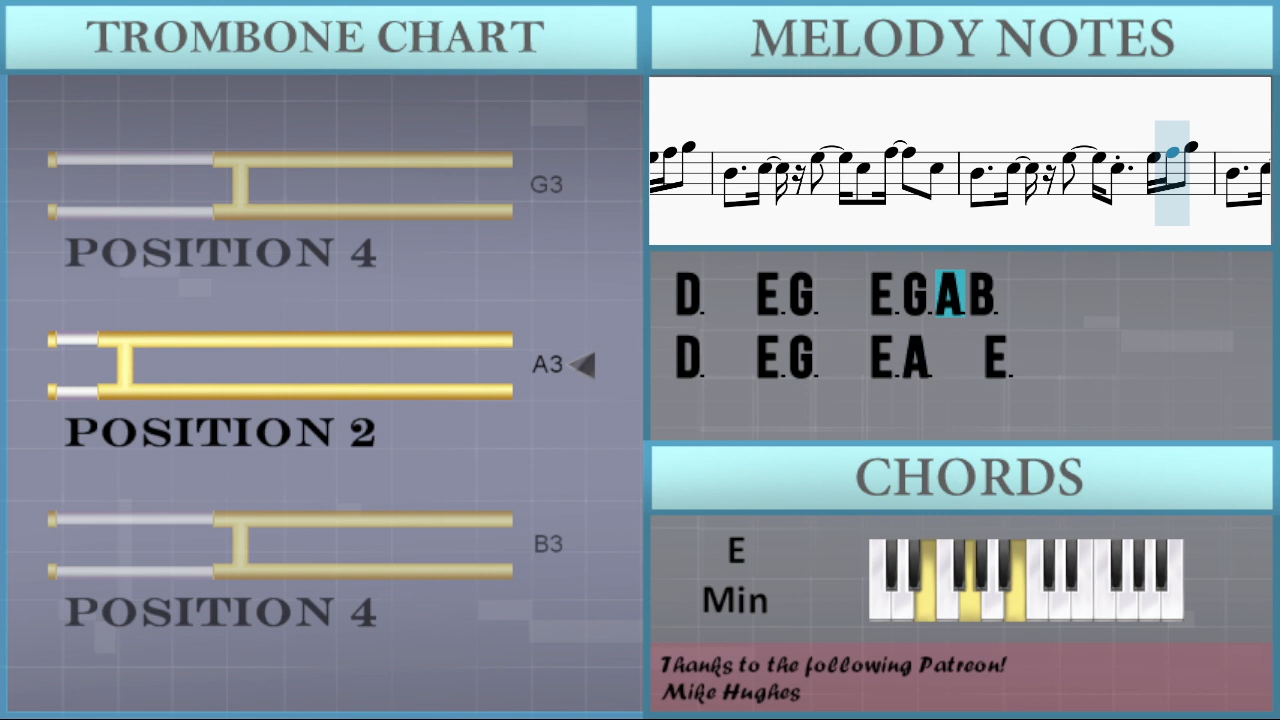 TROMBONE CHART
G3
POSITION 4
A3
POSITION 2
B3
POSITION 4
MELODY NOTES
D. E.G. E.G.A.B.
D. E.G. E.A. E.
CHORDS
E
Min
Thanks to the following Patreon!
Mike Hughes